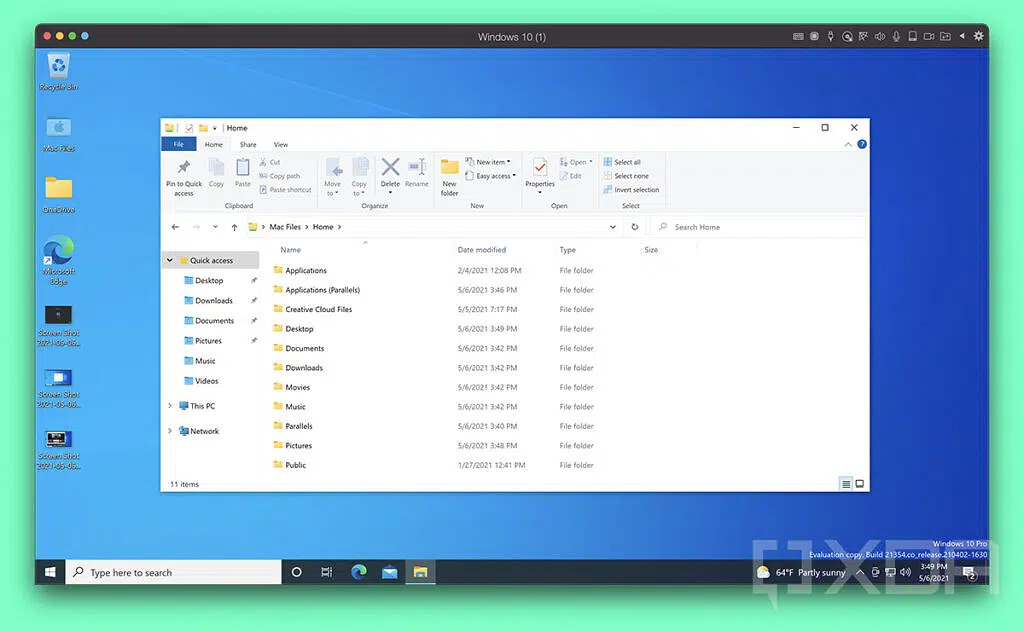 Windows 10 (1)
Recycle Bin
Mac Files
OneDrive
Microsoft
Edge
Screen Shot
2021-05-06...
Screen Shot
2021-05-06...
Screen Shot
2021-05-06...
Home
File Home Share View
Pin to Quick
access
Copy
Paste
Cut
Copy path
Paste shortcut
Clipboard
Move
to
Copy
to
Delete
Rename
Organize
New
folder
New item
Easy access
New
Properties
Open
Edit
Open
Select all
Select none
Invert selection
Select
Mac Files Home
Search Home
Quick access
Desktop
Downloads
Documents
Pictures
Music
Videos
This PC
Network
Name Date modified Type Size
Applications 2/4/2021 12:08 PM File folder
Applications (Parallels) 5/6/2021 3:46 PM File folder
Creative Cloud Files 5/5/2021 7:17 PM File folder
Desktop 5/6/2021 3:49 PM File folder
Documents 5/6/2021 3:42 PM File folder
Downloads 5/6/2021 3:42 PM File folder
Movies 5/6/2021 3:42 PM File folder
Music 5/6/2021 3:42 PM File folder
Parallels 5/6/2021 3:40 PM File folder
Pictures 5/6/2021 3:48 PM File folder
Public 1/27/2021 12:41 PM File folder
11 items
Windows 10 Pro
Evaluation copy. Build 21354.co_release.210402-1630
Type here to search
64°F Partly sunny
3:49 PM
5/6/2021
2
XDA